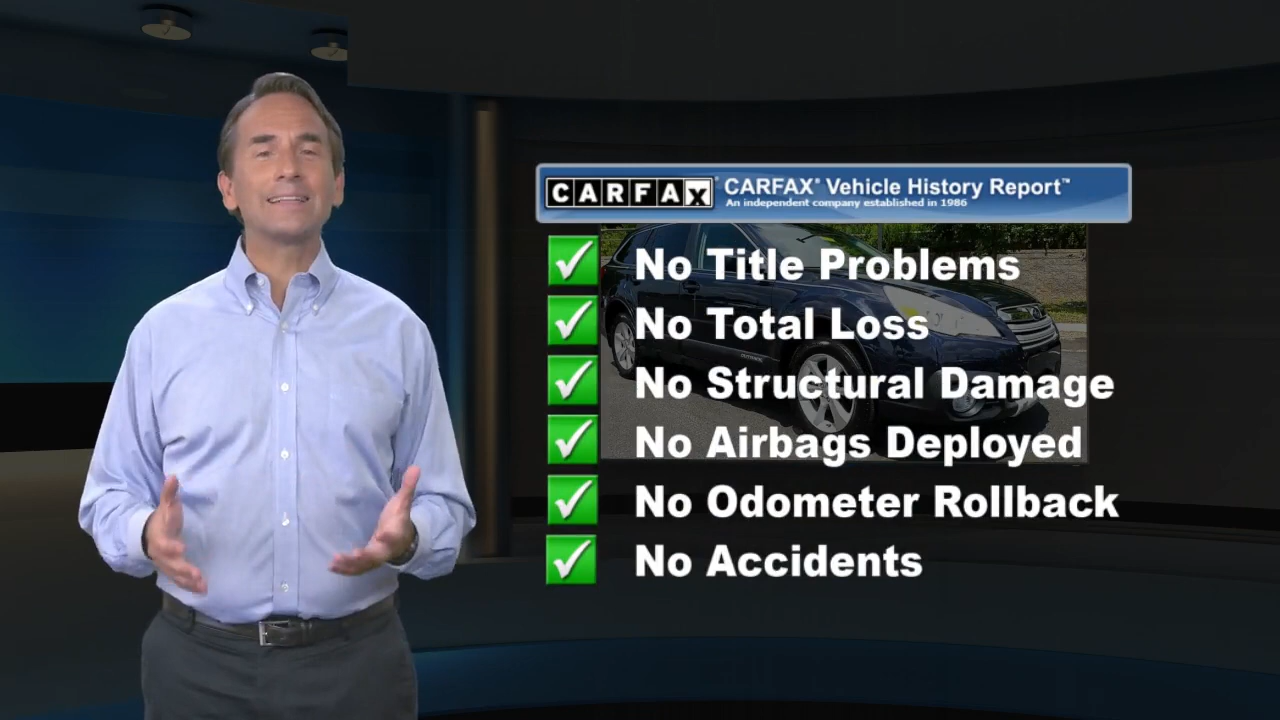 CARFAX CARFAX® Vehicle History Report™
An independent company established in 1986
No Title Problems
No Total Loss
No Structural Damage
No Airbags Deployed
No Odometer Rollback
No Accidents